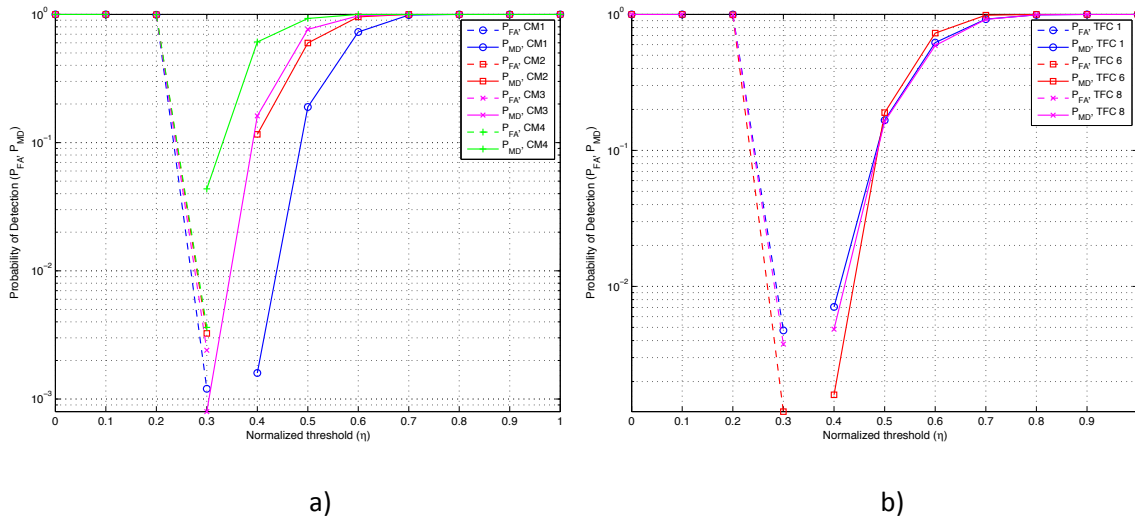 10^0
10^-1
10^-2
10^-3
Probability of Detection (P_FA, P_MD)
0 0.1 0.2 0.3 0.4 0.5 0.6 0.7 0.8 0.9 1
Normalized threshold (η)
P_FA, CM1
P_MD, CM1
P_FA, CM2
P_MD, CM2
P_FA, CM3
P_MD, CM3
P_FA, CM4
P_MD, CM4
a)
10^0
10^-1
10^-2
Probability of Detection (P_FA, P_MD)
0 0.1 0.2 0.3 0.4 0.5 0.6 0.7 0.8 0.9
Normalized threshold (η)
P_FA, TFC 1
P_MD, TFC 1
P_FA, TFC 6
P_MD, TFC 6
P_FA, TFC 8
P_MD, TFC 8
b)